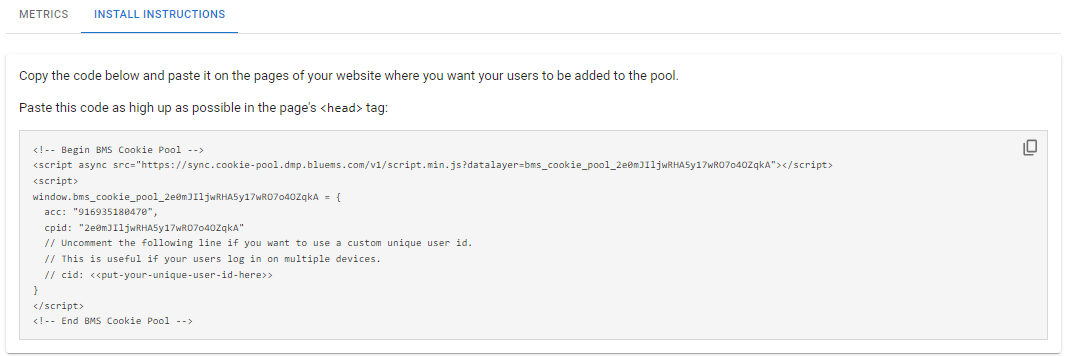 METRICS INSTALL INSTRUCTIONS
Copy the code below and paste it on the pages of your website where you want your users to be added to the pool.
Paste this code as high up as possible in the page's <head> tag:
<!-- Begin BMS Cookie Pool -->
<script async src="https://sync.cookie-pool.dmp.bluems.com/v1/script.min.js?datalayer=bms_cookie_pool_2e0mJIljwRHA5y17wRO7o4OZqkA"></script>
<script>
window.bms_cookie_pool_2e0mJIljwRHA5y17wRO7o4OZqkA = {
  acc: "916935180470",
  cpid: "2e0mJIljwRHA5y17wRO7o4OZqkA"
  // Uncomment the following line if you want to use a custom unique user id.
  // This is useful if your users log in on multiple devices.
  // cid: <<put-your-unique-user-id-here>>
}
</script>
<!-- End BMS Cookie Pool -->